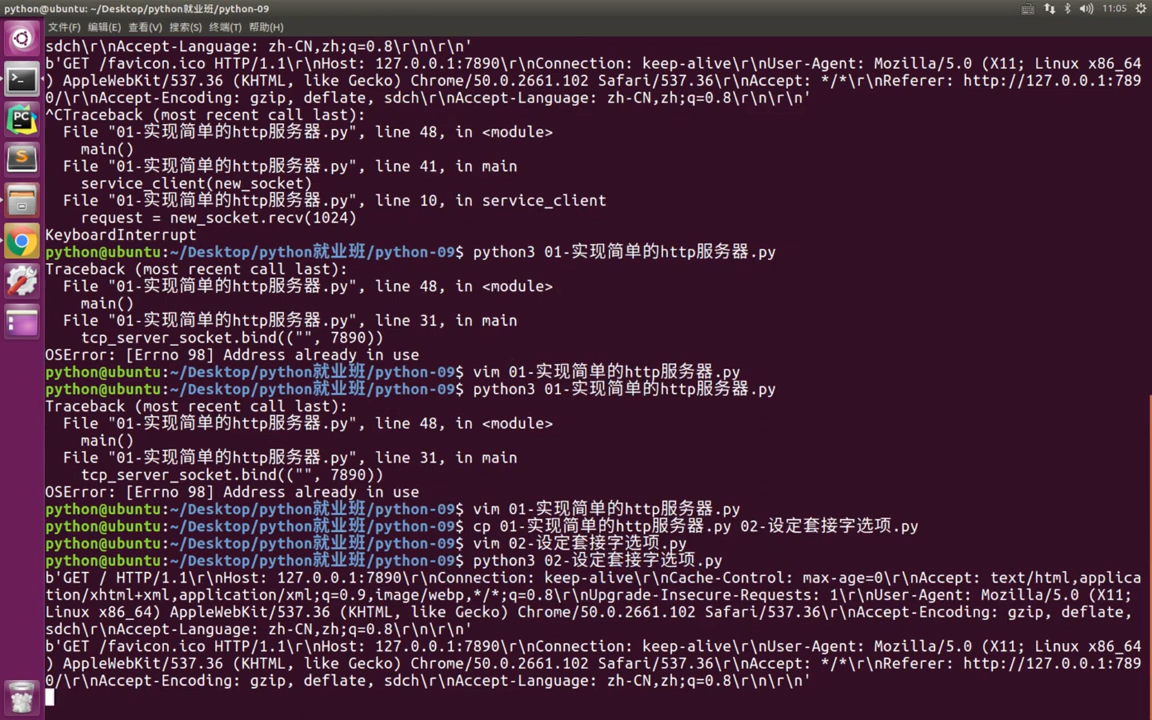 python@ubuntu: ~/Desktop/python就业班/python-09
11:05
文件(F) 编辑(E) 查看(V) 搜索(S) 终端(T) 帮助(H)
sdch\r\nAccept-Language: zh-CN,zh;q=0.8\r\n\r\n'
b'GET /favicon.ico HTTP/1.1\r\nHost: 127.0.0.1:7890\r\nConnection: keep-alive\r\nUser-Agent: Mozilla/5.0 (X11; Linux x86_64
) AppleWebKit/537.36 (KHTML, like Gecko) Chrome/50.0.2661.102 Safari/537.36\r\nAccept: */*\r\nReferer: http://127.0.0.1:789
0/\r\nAccept-Encoding: gzip, deflate, sdch\r\nAccept-Language: zh-CN,zh;q=0.8\r\n\r\n'
^CTraceback (most recent call last):
  File "01-实现简单的http服务器.py", line 48, in <module>
    main()
  File "01-实现简单的http服务器.py", line 41, in main
    service_client(new_socket)
  File "01-实现简单的http服务器.py", line 10, in service_client
    request = new_socket.recv(1024)
KeyboardInterrupt
python@ubuntu:~/Desktop/python就业班/python-09$ python3 01-实现简单的http服务器.py
Traceback (most recent call last):
  File "01-实现简单的http服务器.py", line 48, in <module>
    main()
  File "01-实现简单的http服务器.py", line 31, in main
    tcp_server_socket.bind(("", 7890))
OSError: [Errno 98] Address already in use
python@ubuntu:~/Desktop/python就业班/python-09$ vim 01-实现简单的http服务器.py
python@ubuntu:~/Desktop/python就业班/python-09$ python3 01-实现简单的http服务器.py
Traceback (most recent call last):
  File "01-实现简单的http服务器.py", line 48, in <module>
    main()
  File "01-实现简单的http服务器.py", line 31, in main
    tcp_server_socket.bind(("", 7890))
OSError: [Errno 98] Address already in use
python@ubuntu:~/Desktop/python就业班/python-09$ vim 01-实现简单的http服务器.py
python@ubuntu:~/Desktop/python就业班/python-09$ cp 01-实现简单的http服务器.py 02-设定套接字选项.py
python@ubuntu:~/Desktop/python就业班/python-09$ vim 02-设定套接字选项.py
python@ubuntu:~/Desktop/python就业班/python-09$ python3 02-设定套接字选项.py
b'GET / HTTP/1.1\r\nHost: 127.0.0.1:7890\r\nConnection: keep-alive\r\nCache-Control: max-age=0\r\nAccept: text/html,applica
tion/xhtml+xml,application/xml;q=0.9,image/webp,*/*;q=0.8\r\nUpgrade-Insecure-Requests: 1\r\nUser-Agent: Mozilla/5.0 (X11;
Linux x86_64) AppleWebKit/537.36 (KHTML, like Gecko) Chrome/50.0.2661.102 Safari/537.36\r\nAccept-Encoding: gzip, deflate,
sdch\r\nAccept-Language: zh-CN,zh;q=0.8\r\n\r\n'
b'GET /favicon.ico HTTP/1.1\r\nHost: 127.0.0.1:7890\r\nConnection: keep-alive\r\nUser-Agent: Mozilla/5.0 (X11; Linux x86_64
) AppleWebKit/537.36 (KHTML, like Gecko) Chrome/50.0.2661.102 Safari/537.36\r\nAccept: */*\r\nReferer: http://127.0.0.1:789
0/\r\nAccept-Encoding: gzip, deflate, sdch\r\nAccept-Language: zh-CN,zh;q=0.8\r\n\r\n'